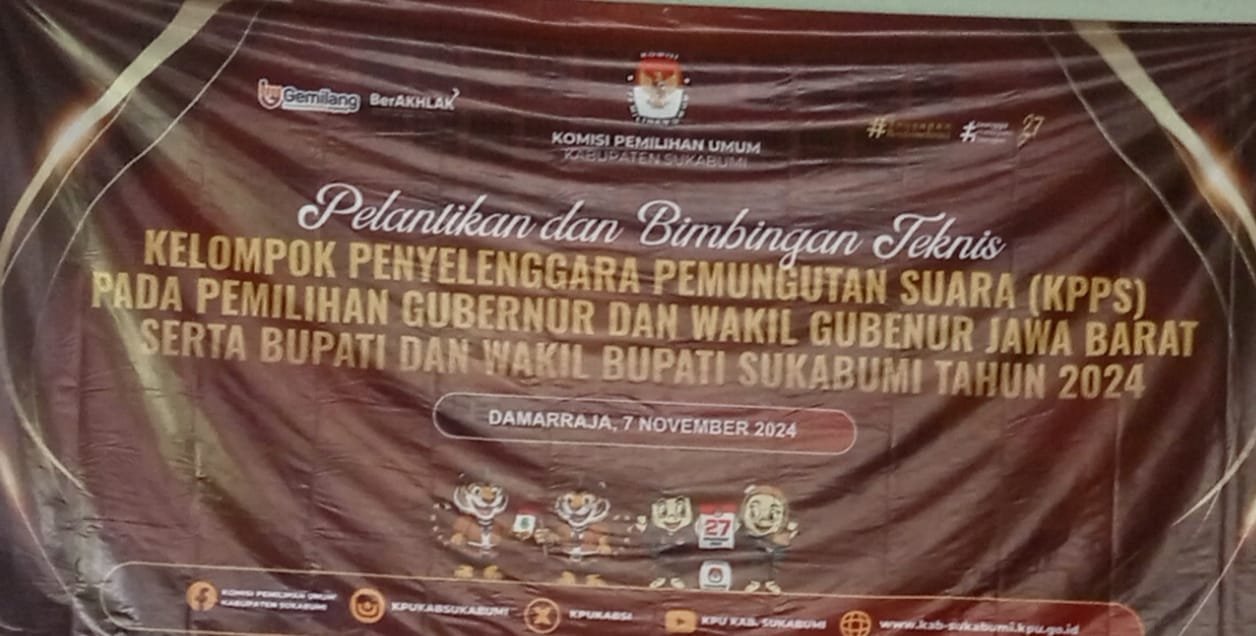 Gemilang
BerAKHLAK
KOMISI
KOMISI PEMILIHAN UMUM
KABUPATEN SUKABUMI
27
Pelantikan dan Bimbingan Teknis
KELOMPOK PENYELENGGARA PEMUNGUTAN SUARA (KPPS)
PADA PEMILIHAN GUBERNUR DAN WAKIL GUBENUR JAWA BARAT
SERTA BUPATI DAN WAKIL BUPATI SUKABUMI TAHUN 2024
DAMARRAJA, 7 NOVEMBER 2024
27
KOMISI PEMILIHAN UMUM
KABUPATEN SUKABUMI
KPUKABSUKABUMI
KPUKABSI
KPU KAB. SUKABUMI
www.kab-sukabumi.kpu.go.id